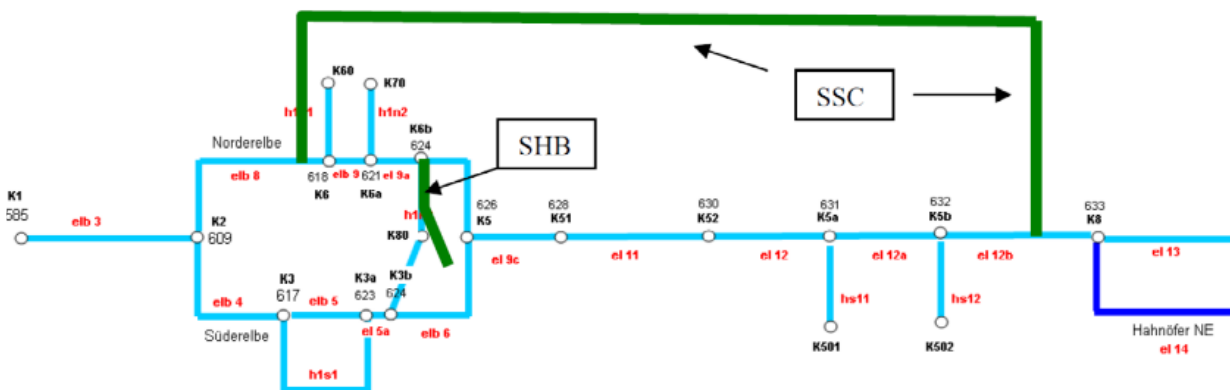 SSC
K60
K70
h1
1
h1n2
K6b
624
SHB
Norderelbe
elb 8
618
K6
elb 9
621
K6a
el 9a
K1
585
elb 3
K2
609
h1
K80
626
K5
628
K51
630
K52
631
K5a
632
K5b
633
K8
el 9c
el 11
el 12
el 12a
el 12b
el 13
K3
617
K3a
623
K3b
624
elb 4
elb 5
el 5a
elb 6
Süderelbe
h1s1
hs11
hs12
K501
K502
Hahnöfer NE
el 14